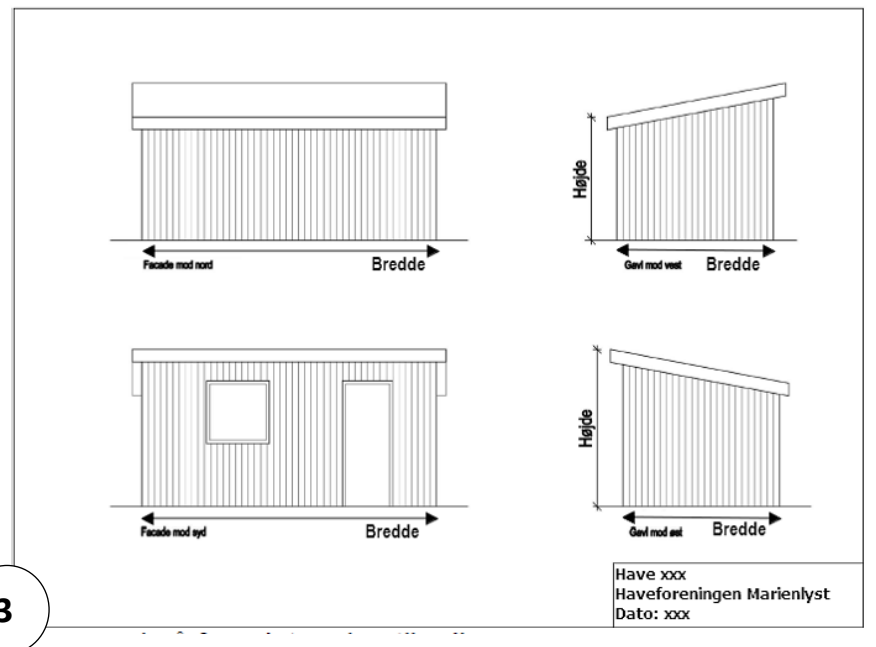 Højde
Facade mod nord
Bredde
Gavl mod vest
Bredde
Højde
Facade mod syd
Bredde
Gavl mod øst
Bredde
Have xxx
Haveforeningen Marienlyst
Dato: xxx
3